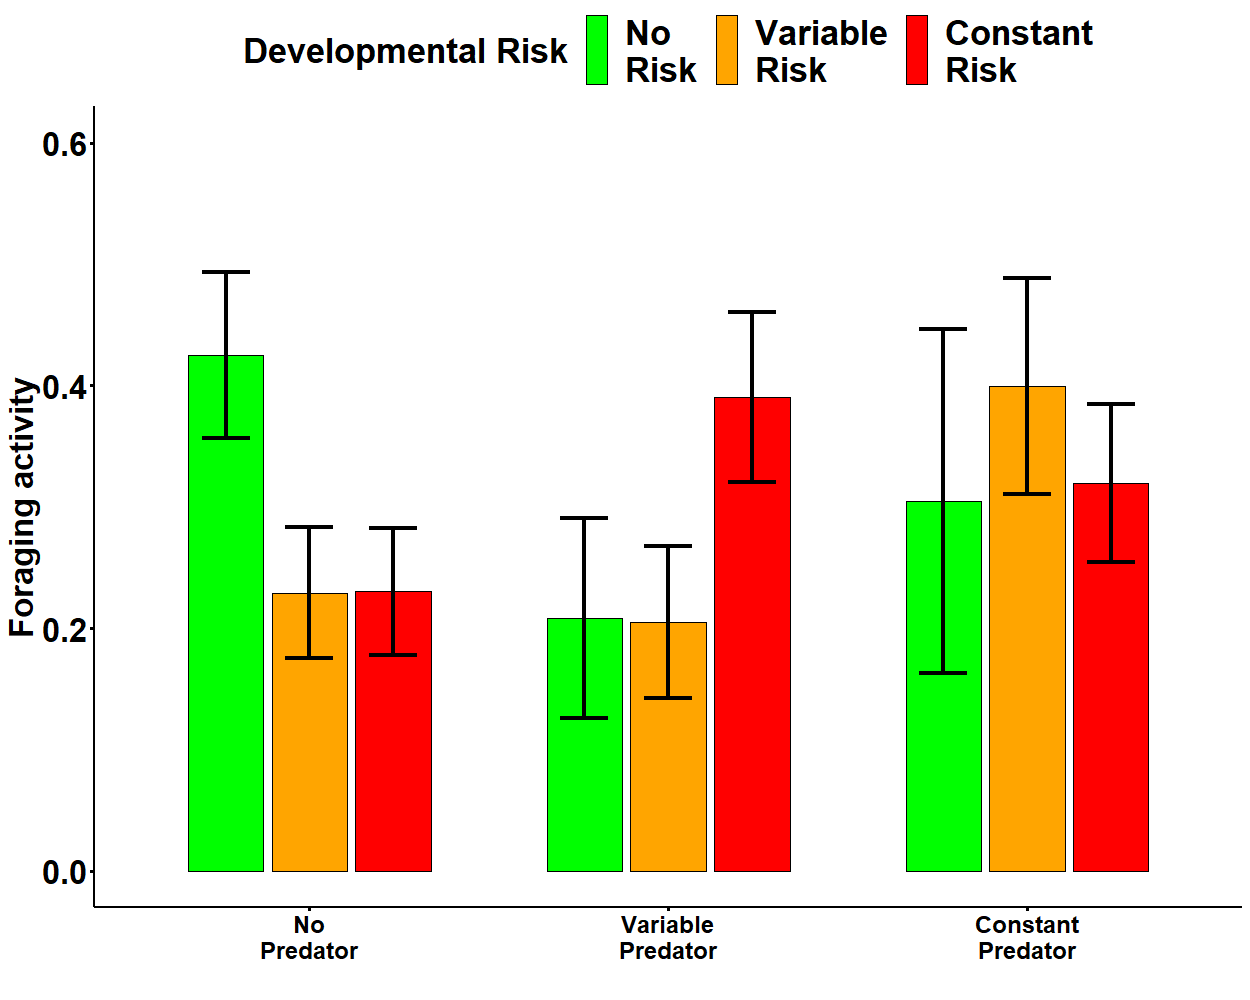 Developmental Risk
No
Risk
Variable
Risk
Constant
Risk
Foraging activity
0.6
0.4
0.2
0.0
No
Predator
Variable
Predator
Constant
Predator